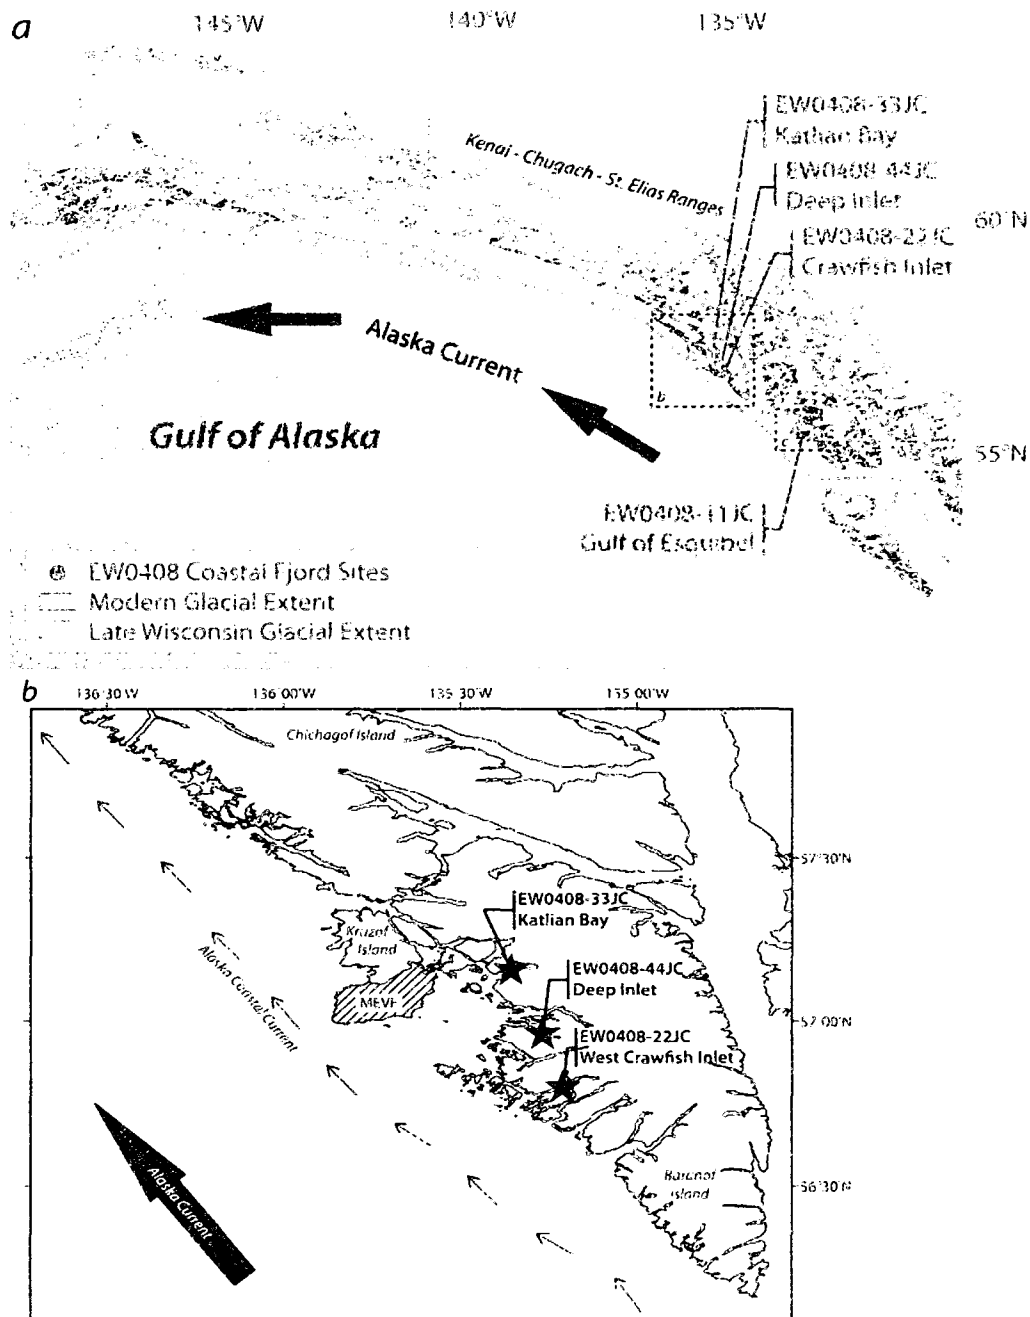 a
145°W 140°W 135°W
EW0408-33JC
Katlian Bay
Kenai - Chugach - St. Elias Ranges
EW0408-44JC
Deep Inlet
60°N
EW0408-22JC
Crawfish Inlet
Alaska Current
b
Gulf of Alaska
c
55°N
EW0408-11JC
Gulf of Esquibel
EW0408 Coastal Fjord Sites
Modern Glacial Extent
Late Wisconsin Glacial Extent
b
136°30'W 136°00'W 135°30'W 135°00'W
Chichagof Island
57°30'N
EW0408-33JC
Katlian Bay
Kruzof
Island
Alaska Coastal Current
EW0408-44JC
Deep Inlet
MEVF
57°00'N
EW0408-22JC
West Crawfish Inlet
Alaska Current
Baranof
Island
56°30'N